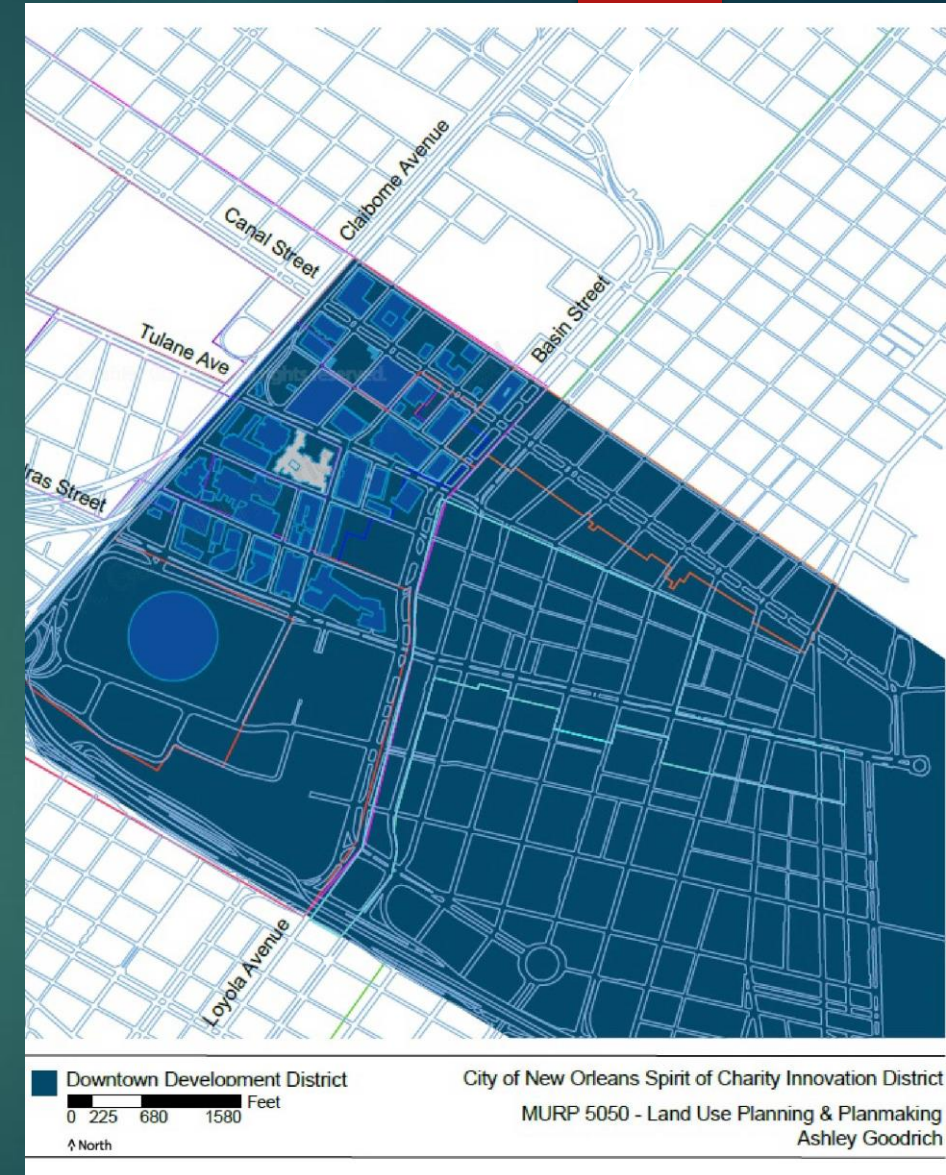 Claiborne Avenue
Canal Street
Basin Street
Tulane Ave
ras Street
Loyola Avenue
Downtown Development District
Feet
0 225 680 1580
North
City of New Orleans Spirit of Charity Innovation District
MURP 5050 - Land Use Planning & Planmaking
Ashley Goodrich